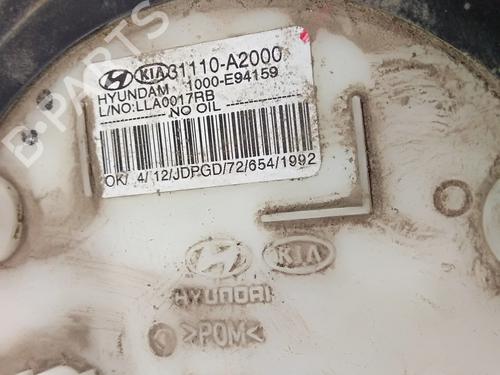 KIA 31110-A2000
HYUNDAM 1000-E94159
L/NO:LLA0017RB
NO OIL
OK/ 4/12/JDPGD/72/654/1992
KIA
HYUNDAI
>POM<